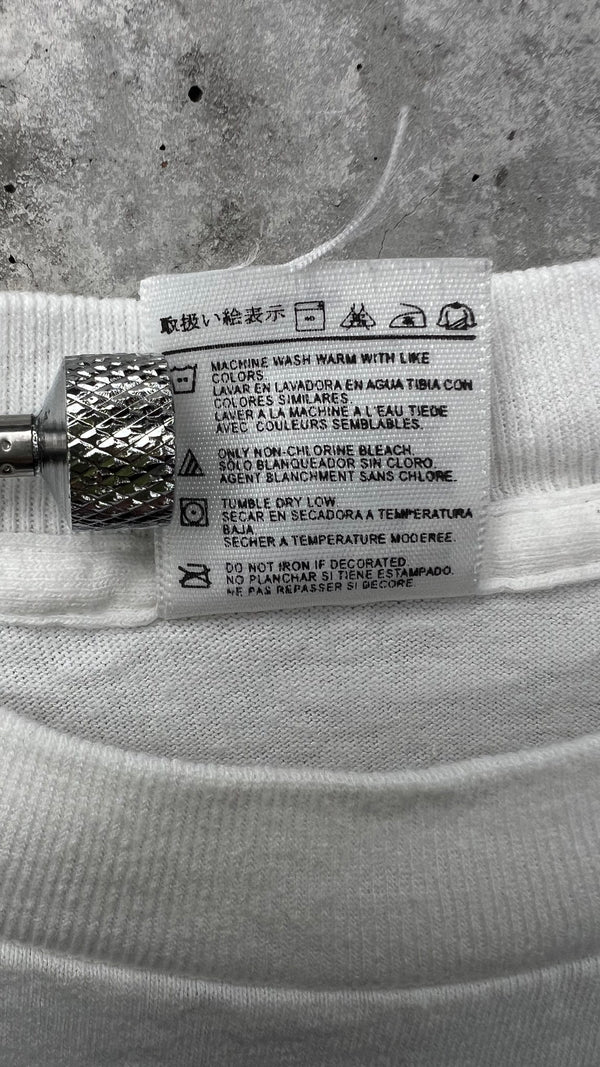 取扱い絵表示
MACHINE WASH WARM WITH LIKE
COLORS
LAVAR EN LAVADORA EN AGUA TIBIA CON
COLORES SIMILARES.
LAVER A LA MACHINE A L'EAU TIEDE
AVEC COULEURS SEMBLABLES.
ONLY NON-CHLORINE BLEACH.
SOLO BLANQUEADOR SIN CLORO.
AGENT BLANCHMENT SANS CHLORE.
TUMBLE DRY LOW
SECAR EN SECADORA A TEMPERATURA
BAJA
SECHER A TEMPERATURE MODEREE.
DO NOT IRON IF DECORATED.
NO PLANCHAR SI TIENE ESTAMPADO.
NE PAS REPASSER SI DECORE.